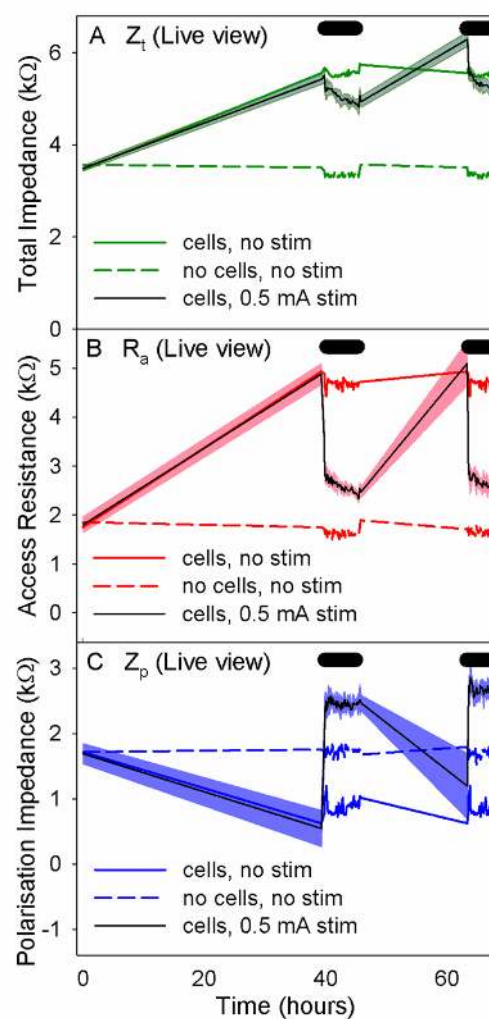 A Zt (Live view)
Total Impedance (kΩ)
6
4
2
0
cells, no stim
no cells, no stim
cells, 0.5 mA stim
B Ra (Live view)
Access Resistance (kΩ)
5
4
3
2
1
0
cells, no stim
no cells, no stim
cells, 0.5 mA stim
C Zp (Live view)
Polarisation Impedance (kΩ)
3
2
1
0
-1
cells, no stim
no cells, no stim
cells, 0.5 mA stim
0 20 40 60
Time (hours)